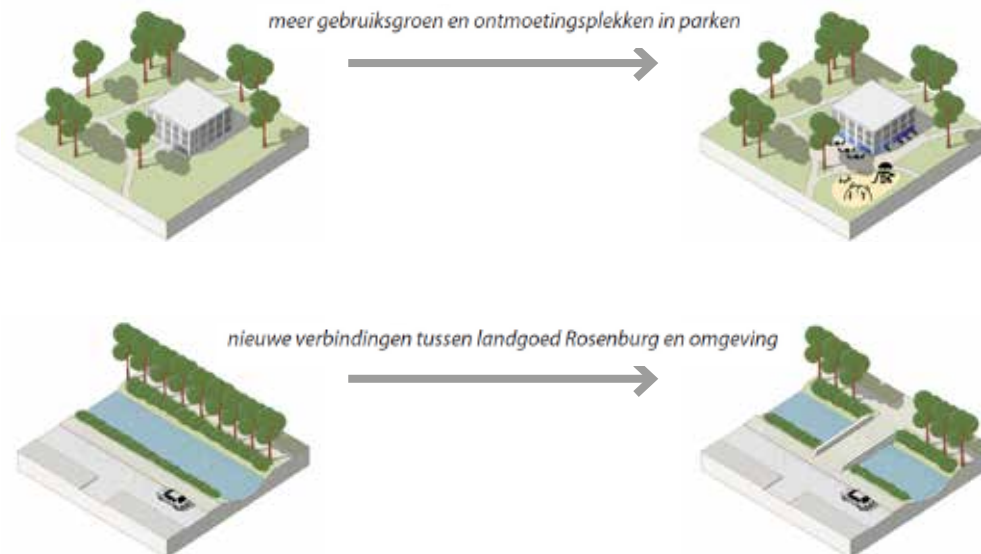 meer gebruiksgroen en ontmoetingsplekken in parken
nieuwe verbindingen tussen landgoed Rosenburg en omgeving